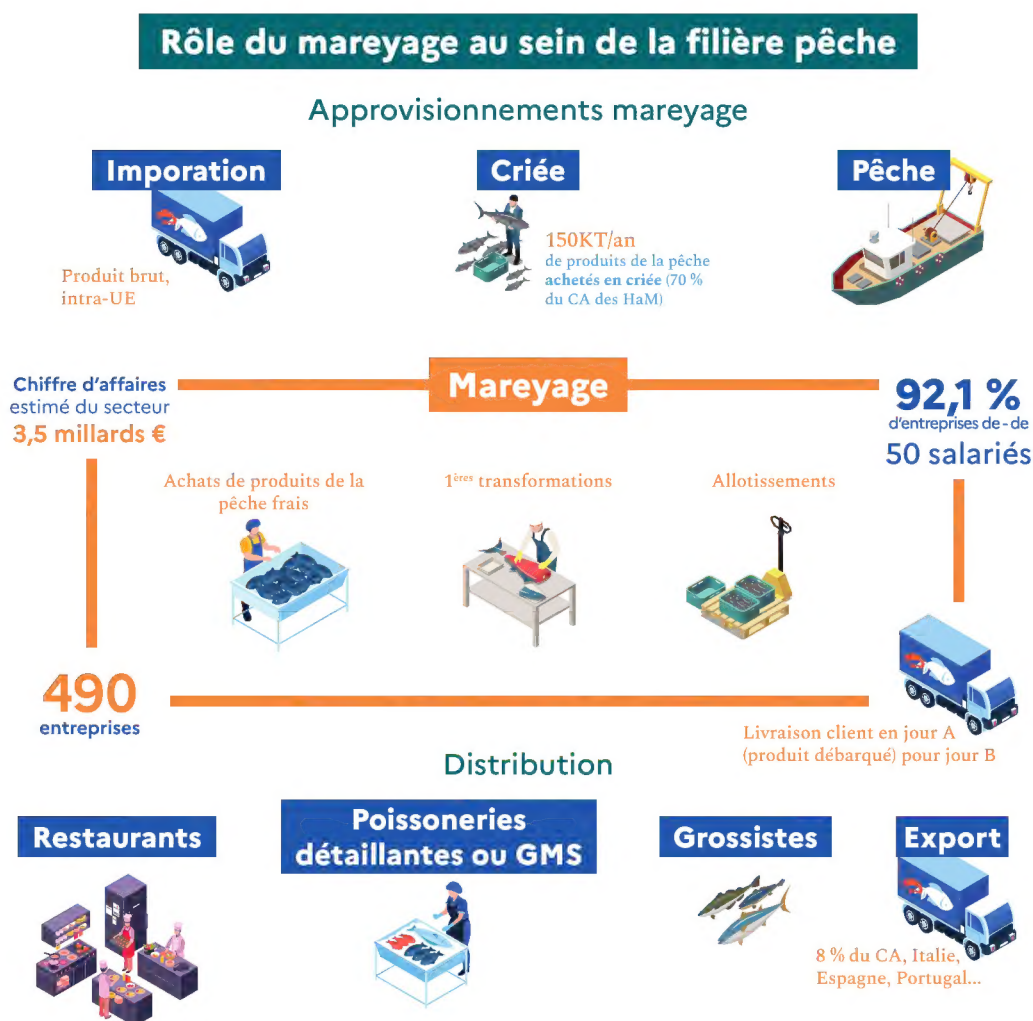 Rôle du mareyage au sein de la filière pêche
Approvisionnements mareyage
Imporation
Criée
Pêche
Produit brut,
intra-UE
150KT/an
de produits de la pêche
achetés en criée (70 %
du CA des HaM)
Chiffre d'affaires
estimé du secteur
3,5 millards €
Mareyage
92,1 %
d'entreprises de - de
50 salariés
Achats de produits de la
pêche frais
1ères transformations
Allotissements
490
entreprises
Livraison client en jour A
(produit débarqué) pour jour B
Distribution
Restaurants
Poissoneries
détaillantes ou GMS
Grossistes
Export
8 % du CA, Italie,
Espagne, Portugal...